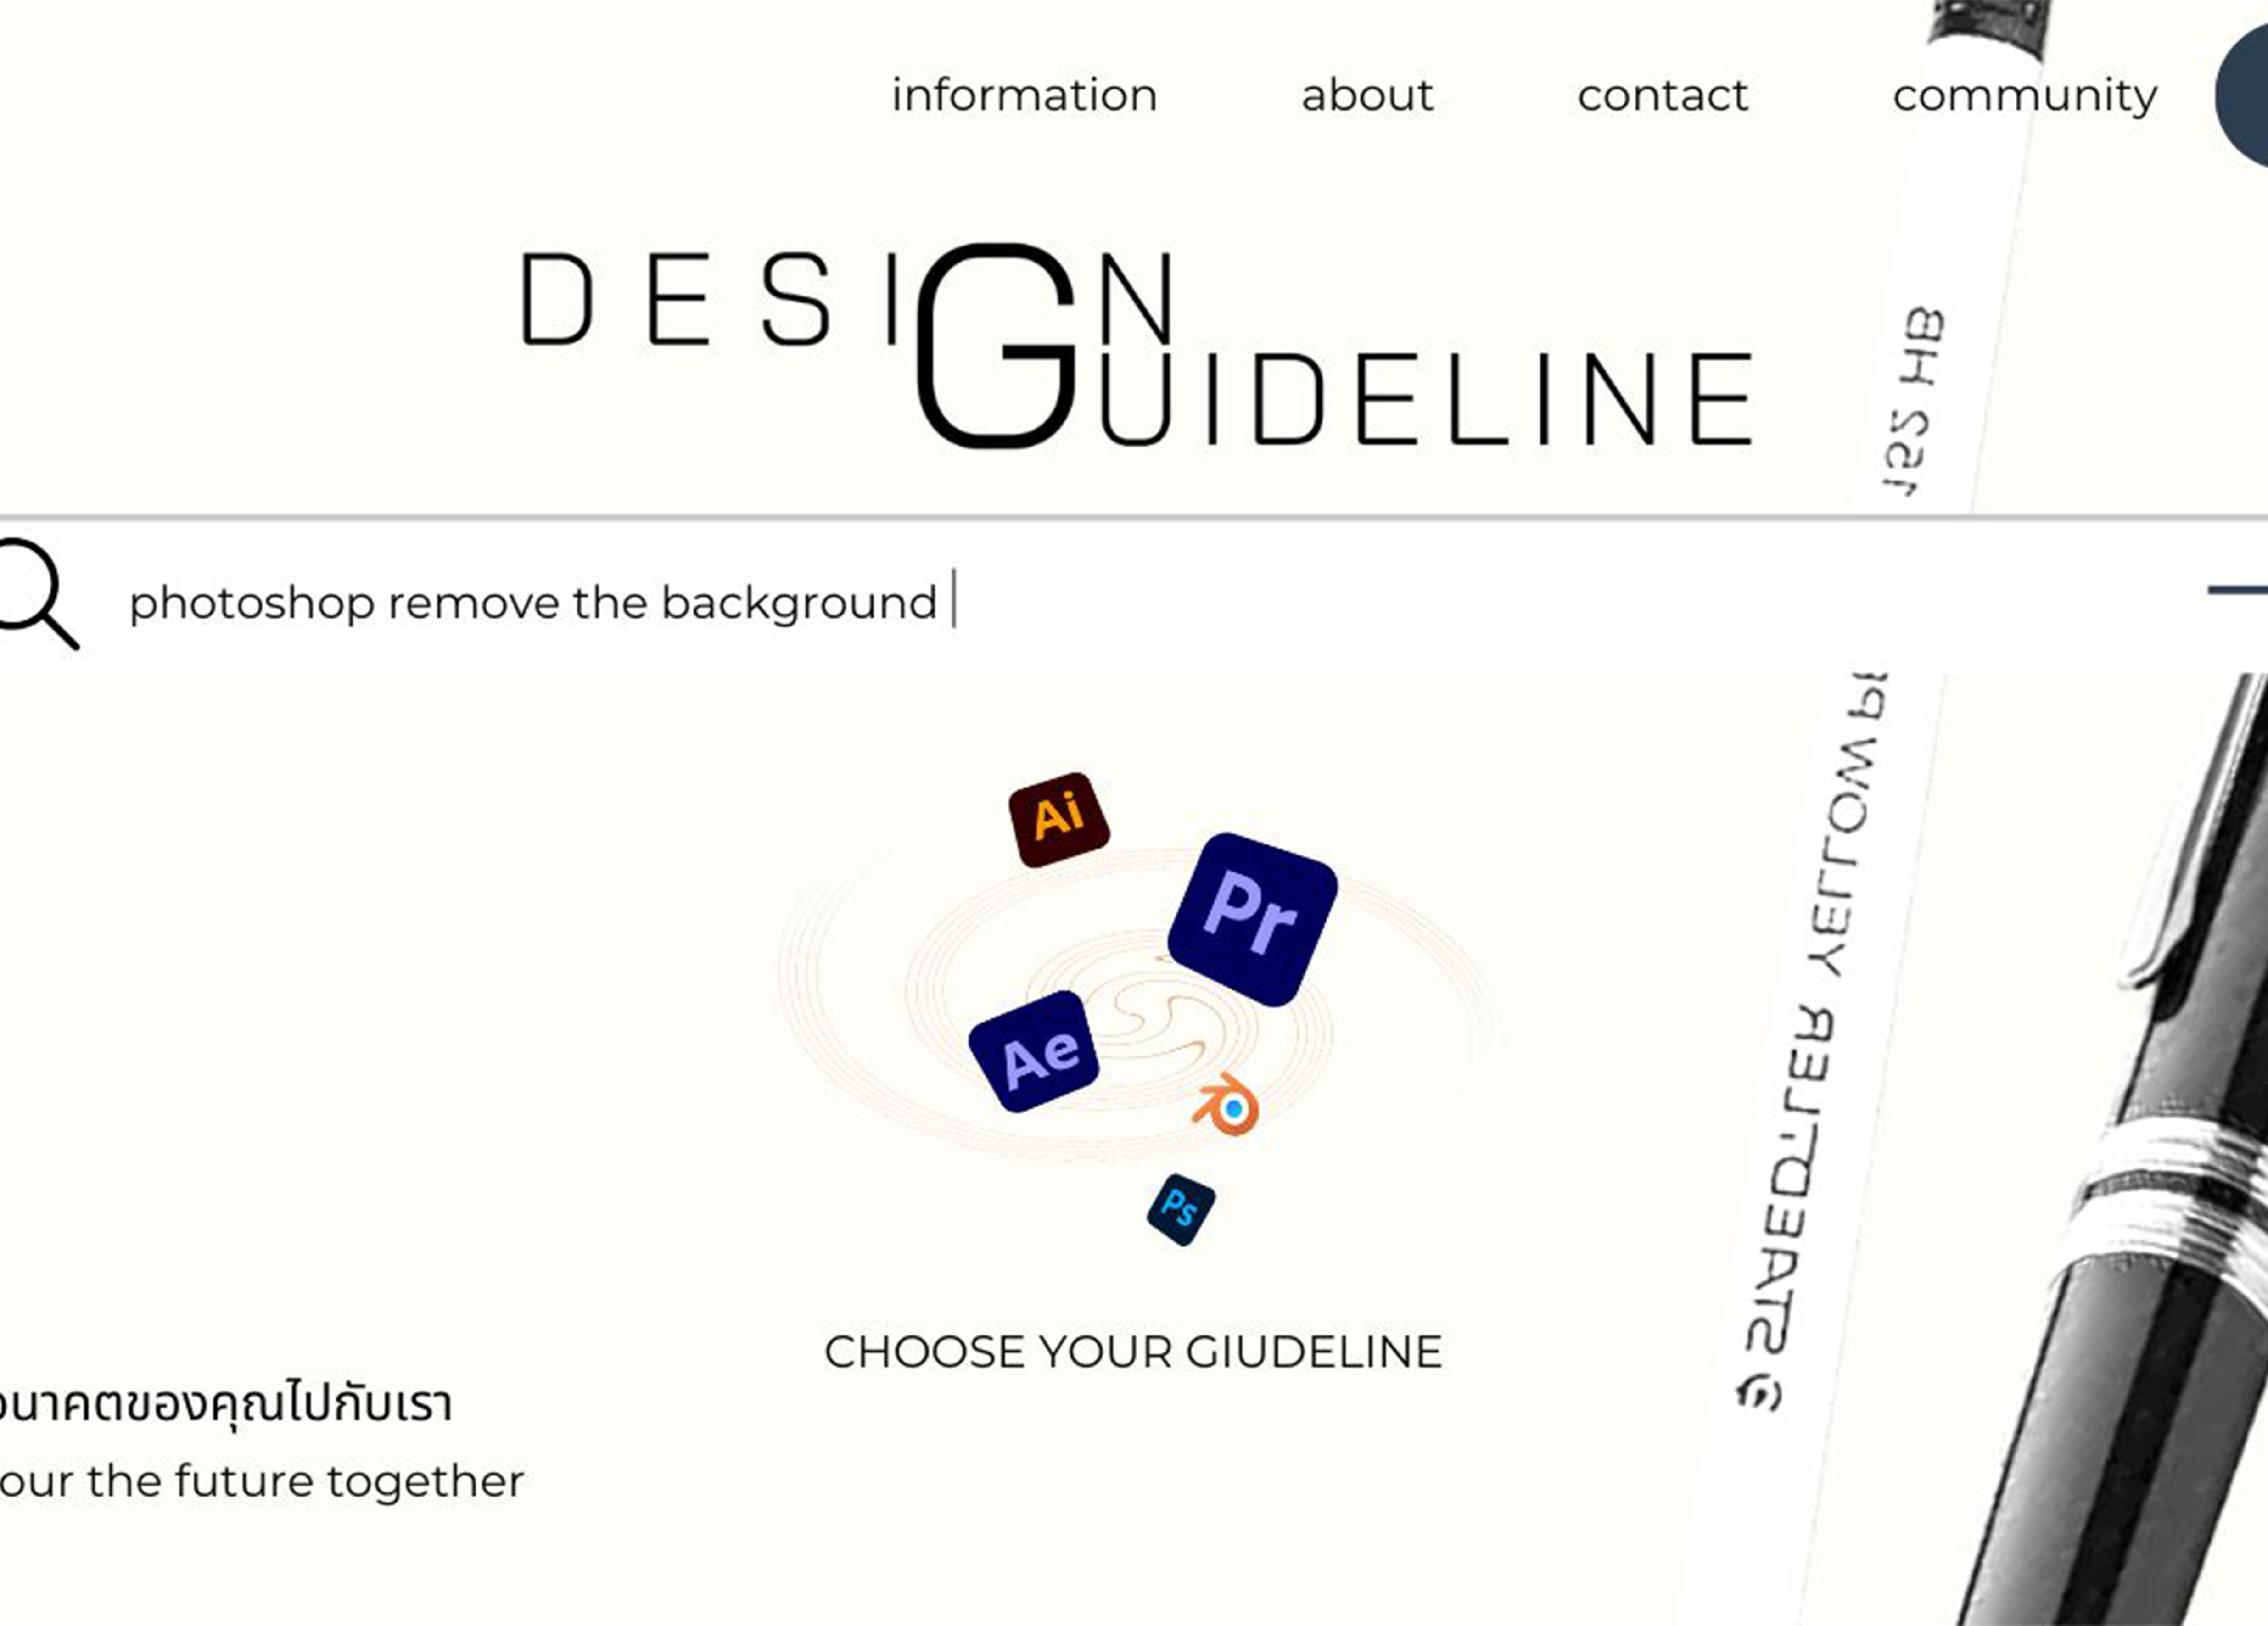 information about contact community
DESIGN
GUIDELINE
photoshop remove the background
Ai
Pr
Ae
Ps
CHOOSE YOUR GIUDELINE
อนาคตของคุณไปกับเรา
our the future together
STAEDTLER YELLOW
152 HB